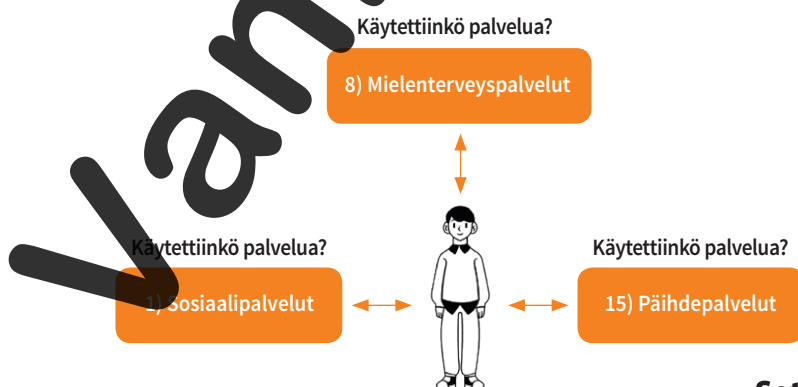 Käytettiinkö palvelua?
8) Mielenterveyspalvelut
Käytettiinkö palvelua?
Käytettiinkö palvelua?
1) Sosiaalipalvelut
15) Päihdepalvelut